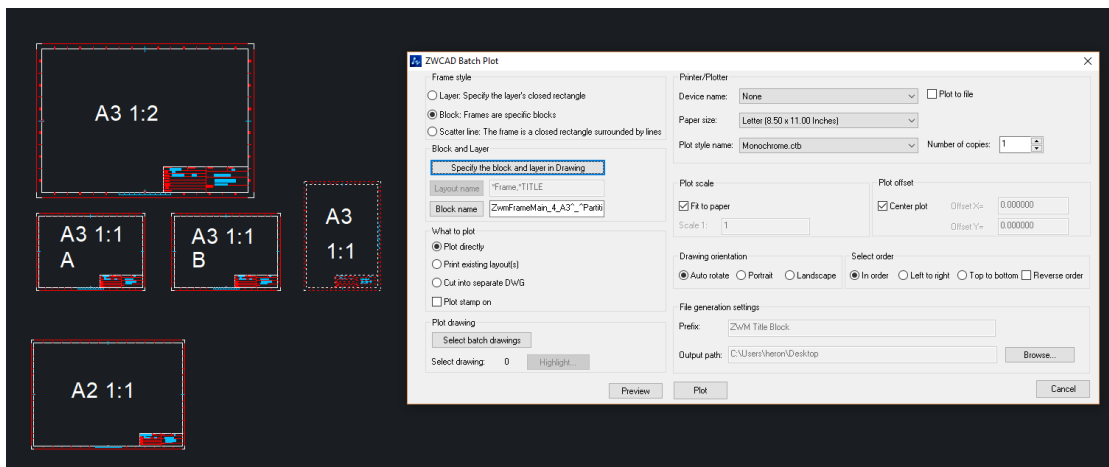 A3 1:2
A3 1:1
A
A3 1:1
B
A3
1:1
A2 1:1
ZWCAD Batch Plot
Frame style
Layer: Specify the layer's closed rectangle
Block: Frames are specific blocks
Scatter line: The frame is a closed rectangle surrounded by lines
Block and Layer
Specify the block and layer in Drawing
Layout name *Frame,*TITLE
Block name ZwmFrameMain_4_A3^_^Partiti
What to plot
Plot directly
Print existing layout(s)
Cut into separate DWG
Plot stamp on
Plot drawing
Select batch drawings
Select drawing: 0 Highlight...
Preview
Printer/Plotter
Device name: None Plot to file
Paper size: Letter (8.50 x 11.00 Inches)
Plot style name: Monochrome.ctb Number of copies: 1
Plot scale
Fit to paper
Scale 1: 1
Plot offset
Center plot Offset X= 0.000000
Offset Y= 0.000000
Drawing orientation
Auto rotate Portrait Landscape
Select order
In order Left to right Top to bottom Reverse order
File generation settings
Prefix: ZWM Title Block
Output path: C:\Users\heron\Desktop Browse...
Plot Cancel